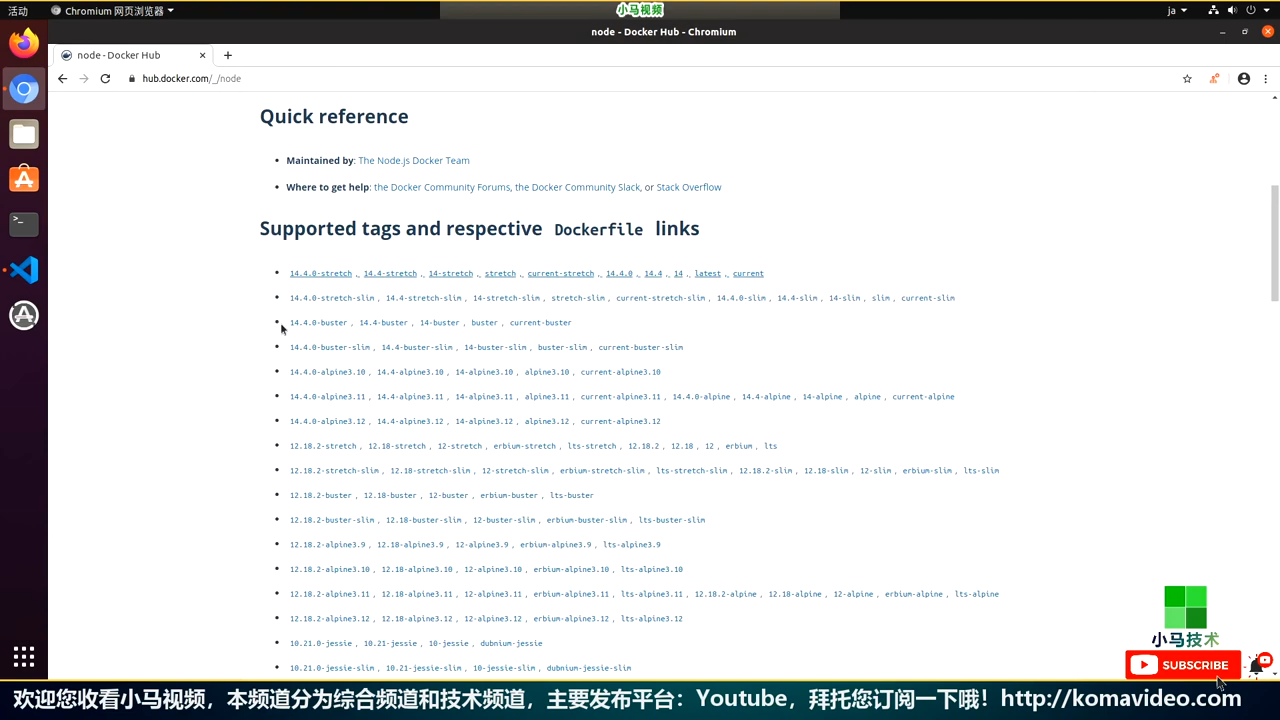 活动 Chromium 网页浏览器 小马视频 ja
node - Docker Hub - Chromium
node - Docker Hub
hub.docker.com/_/node
Quick reference
• Maintained by: The Node.js Docker Team
• Where to get help: the Docker Community Forums, the Docker Community Slack, or Stack Overflow
Supported tags and respective Dockerfile links
• 14.4.0-stretch, 14.4-stretch, 14-stretch, stretch, current-stretch, 14.4.0, 14.4, 14, latest, current
• 14.4.0-stretch-slim, 14.4-stretch-slim, 14-stretch-slim, stretch-slim, current-stretch-slim, 14.4.0-slim, 14.4-slim, 14-slim, slim, current-slim
• 14.4.0-buster, 14.4-buster, 14-buster, buster, current-buster
• 14.4.0-buster-slim, 14.4-buster-slim, 14-buster-slim, buster-slim, current-buster-slim
• 14.4.0-alpine3.10, 14.4-alpine3.10, 14-alpine3.10, alpine3.10, current-alpine3.10
• 14.4.0-alpine3.11, 14.4-alpine3.11, 14-alpine3.11, alpine3.11, current-alpine3.11, 14.4.0-alpine, 14.4-alpine, 14-alpine, alpine, current-alpine
• 14.4.0-alpine3.12, 14.4-alpine3.12, 14-alpine3.12, alpine3.12, current-alpine3.12
• 12.18.2-stretch, 12.18-stretch, 12-stretch, erbium-stretch, lts-stretch, 12.18.2, 12.18, 12, erbium, lts
• 12.18.2-stretch-slim, 12.18-stretch-slim, 12-stretch-slim, erbium-stretch-slim, lts-stretch-slim, 12.18.2-slim, 12.18-slim, 12-slim, erbium-slim, lts-slim
• 12.18.2-buster, 12.18-buster, 12-buster, erbium-buster, lts-buster
• 12.18.2-buster-slim, 12.18-buster-slim, 12-buster-slim, erbium-buster-slim, lts-buster-slim
• 12.18.2-alpine3.9, 12.18-alpine3.9, 12-alpine3.9, erbium-alpine3.9, lts-alpine3.9
• 12.18.2-alpine3.10, 12.18-alpine3.10, 12-alpine3.10, erbium-alpine3.10, lts-alpine3.10
• 12.18.2-alpine3.11, 12.18-alpine3.11, 12-alpine3.11, erbium-alpine3.11, lts-alpine3.11, 12.18.2-alpine, 12.18-alpine, 12-alpine, erbium-alpine, lts-alpine
• 12.18.2-alpine3.12, 12.18-alpine3.12, 12-alpine3.12, erbium-alpine3.12, lts-alpine3.12
• 10.21.0-jessie, 10.21-jessie, 10-jessie, dubnium-jessie
• 10.21.0-jessie-slim, 10.21-jessie-slim, 10-jessie-slim, dubnium-jessie-slim
小马技术
SUBSCRIBE
欢迎您收看小马视频，本频道分为综合频道和技术频道，主要发布平台：Youtube，拜托您订阅一下哦！http://komavideo.com